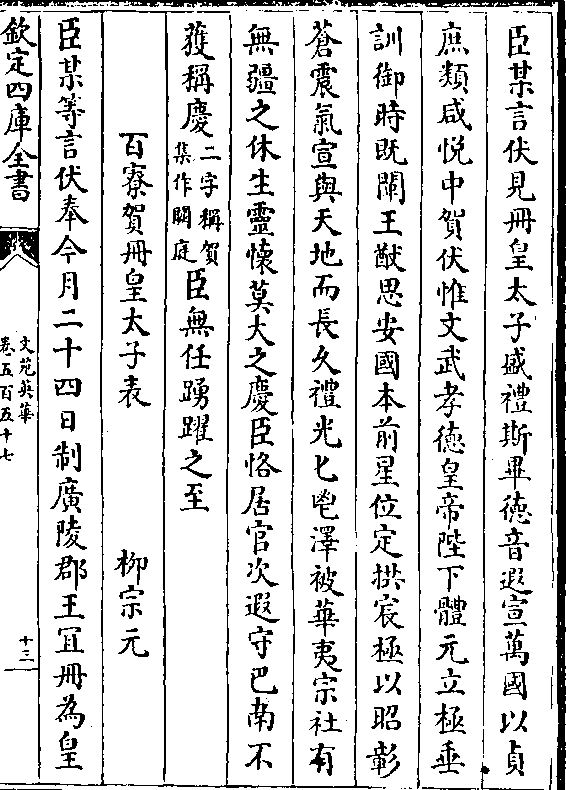 臣某言伏見冊皇太子盛禮斯畢徳音遐宣萬國以貞
庶類咸悦中賀伏惟文武孝徳皇帝陛下體元立極垂
訓御時既闡王猷思安國本前星位定拱宸極以昭彰
蒼震氣宣與天地而長久禮光匕鬯澤被華夷宗社有
無疆之休生靈懐莫大之慶臣恪居官次遐守巴南不
獲稱慶二字稱賀集作闕庭臣無任踴躍之至
百寮賀冊皇太子表　柳宗元
臣某等言伏奉今月二十四日制廣陵郡王冝冊為皇
欽定四庫全書
文苑英華
卷五百五十七
十三